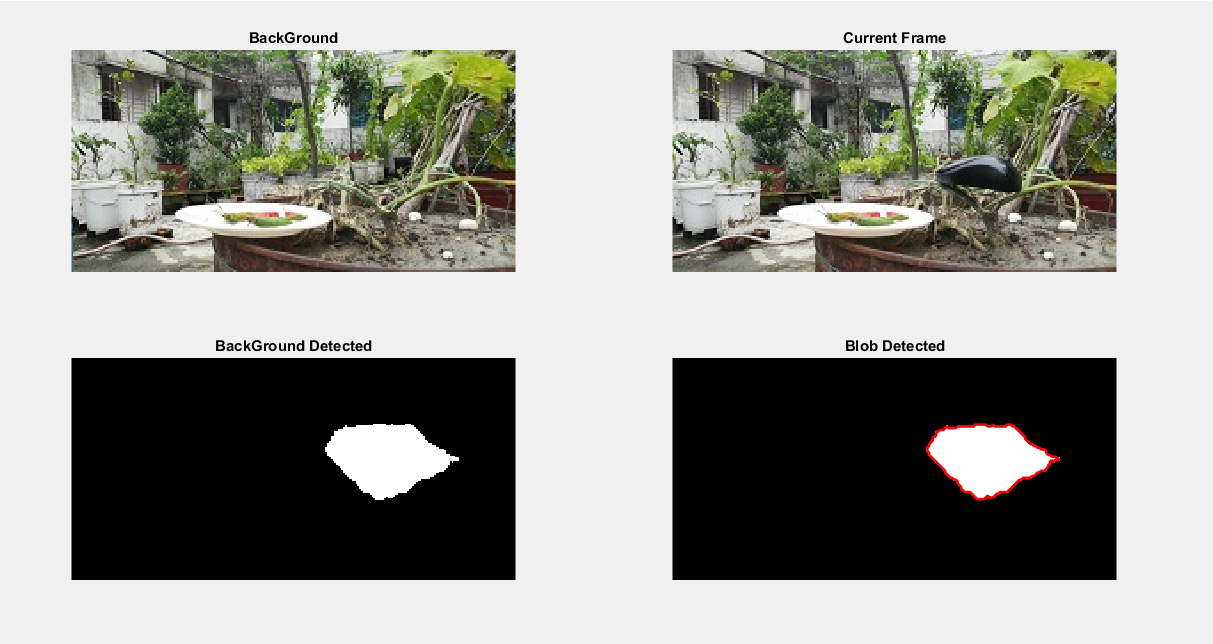 BackGround
Current Frame
BackGround Detected
Blob Detected